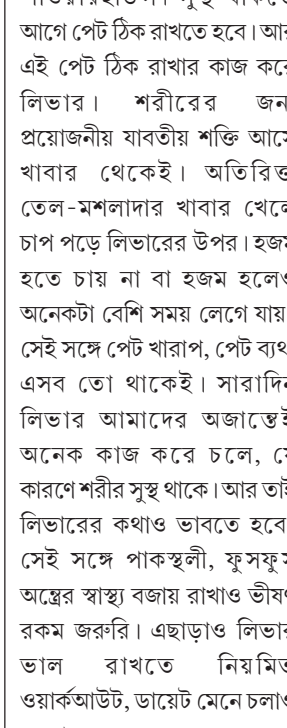 আগে পেট ঠিক রাখতে হবে। আর
এই পেট ঠিক রাখার কাজ করে
লিভার। শরীরের জন্য
প্রয়োজনীয় যাবতীয় শক্তি আসে
খাবার থেকেই। অতিরিক্ত
তেল-মশলাদার খাবার খেলে
চাপ পড়ে লিভারের উপর। হজম
হতে চায় না বা হজম হলেও
অনেকটা বেশি সময় লেগে যায়।
সেই সঙ্গে পেট খারাপ, পেট ব্যথা
এসব তো থাকেই। সারাদিন
লিভার আমাদের অজান্তেই
অনেক কাজ করে চলে, যে
কারণে শরীর সুস্থ থাকে। আর তাই
লিভারের কথাও ভাবতে হবে।
সেই সঙ্গে পাকস্থলী, ফুসফুস
অন্ত্রের স্বাস্থ্য বজায় রাখাও ভীষণ
রকম জরুরি। এছাড়াও লিভার
ভাল রাখতে নিয়মিত
ওয়ার্কআউট, ডায়েট মেনে চলাও